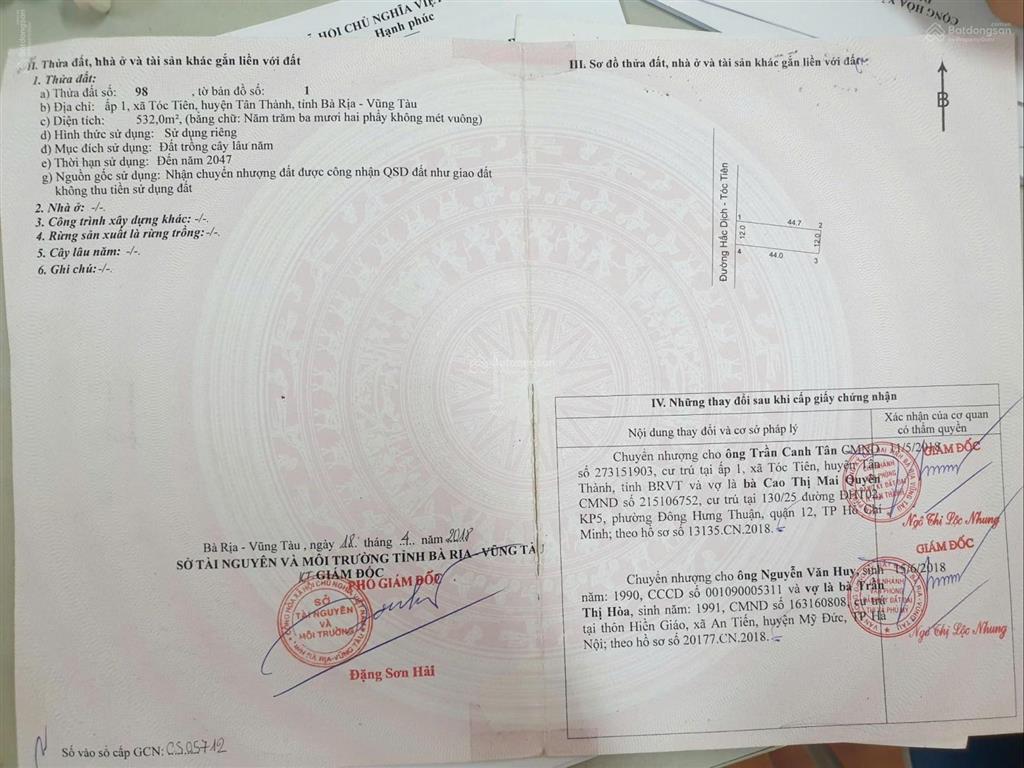 HỘI CHỦ NGHĨA VIỆ
Hạnh phúc
CỘNG HÒA X
Batdongsan
II. Thửa đất, nhà ở và tài sản khác gắn liền với đất
1. Thửa đất:
a) Thửa đất số: 98 , tờ bản đồ số: 1
b) Địa chỉ: ấp 1, xã Tóc Tiên, huyện Tân Thành, tỉnh Bà Rịa - Vũng Tàu
c) Diện tích: 532,0m², (bằng chữ: Năm trăm ba mươi hai phẩy không mét vuông)
d) Hình thức sử dụng: Sử dụng riêng
đ) Mục đích sử dụng: Đất trồng cây lâu năm
e) Thời hạn sử dụng: Đến năm 2047
g) Nguồn gốc sử dụng: Nhận chuyển nhượng đất được công nhận QSD đất như giao đất
không thu tiền sử dụng đất
2. Nhà ở: -/-
3. Công trình xây dựng khác: -/-.
4. Rừng sản xuất là rừng trồng:-/-.
5. Cây lâu năm: -/-.
6. Ghi chú:-/-.
Bà Rịa - Vũng Tàu , ngày 18 tháng 4 năm 2018
SỞ TÀI NGUYÊN VÀ MÔI TRƯỜNG TỈNH BÀ RỊA -VŨNG TÀU
KT GIÁM ĐỐC
PHÓ GIÁM ĐỐC
SỞ
TÀI NGUYÊN
VÀ
MÔI TRƯỜNG
Đặng Sơn Hải
Số vào sổ cấp GCN: CS05712
III. Sơ đồ thửa đất, nhà ở và tài sản khác gắn liền với đất
B
Đường Hắc Dịch - Tóc Tiên
1 44.7 2
12.0 12.0
4 44.0 3
IV. Những thay đổi sau khi cấp giấy chứng nhận
Nội dung thay đổi và cơ sở pháp lý
Xác nhận của cơ quan
có thẩm quyền
Chuyển nhượng cho ông Trần Canh Tân CMND
số 273151903, cư trú tại ấp 1, xã Tóc Tiên, huyện Tân
Thành, tỉnh BRVT và vợ là bà Cao Thị Mai Quyên
CMND số 215106752, cư trú tại 130/25 đường ĐHT02,
KP5, phường Đông Hưng Thuận, quận 12, TP Hồ Chí
Minh; theo hồ sơ số 13135.CN.2018.
11/5/2018
GIÁM ĐỐC
Ngô Thị Lộc Nhung
Chuyển nhượng cho ông Nguyễn Văn Huy, sinh
năm: 1990, CCCD số 001090005311 và vợ là bà Trần
Thị Hòa, sinh năm: 1991, CMND số 163160808, cư trú
tại thôn Hiền Giáo, xã An Tiến, huyện Mỹ Đức, TP Hà
Nội; theo hồ sơ số 20177.CN.2018.
15/6/2018
GIÁM ĐỐC
Ngô Thị Lộc Nhung